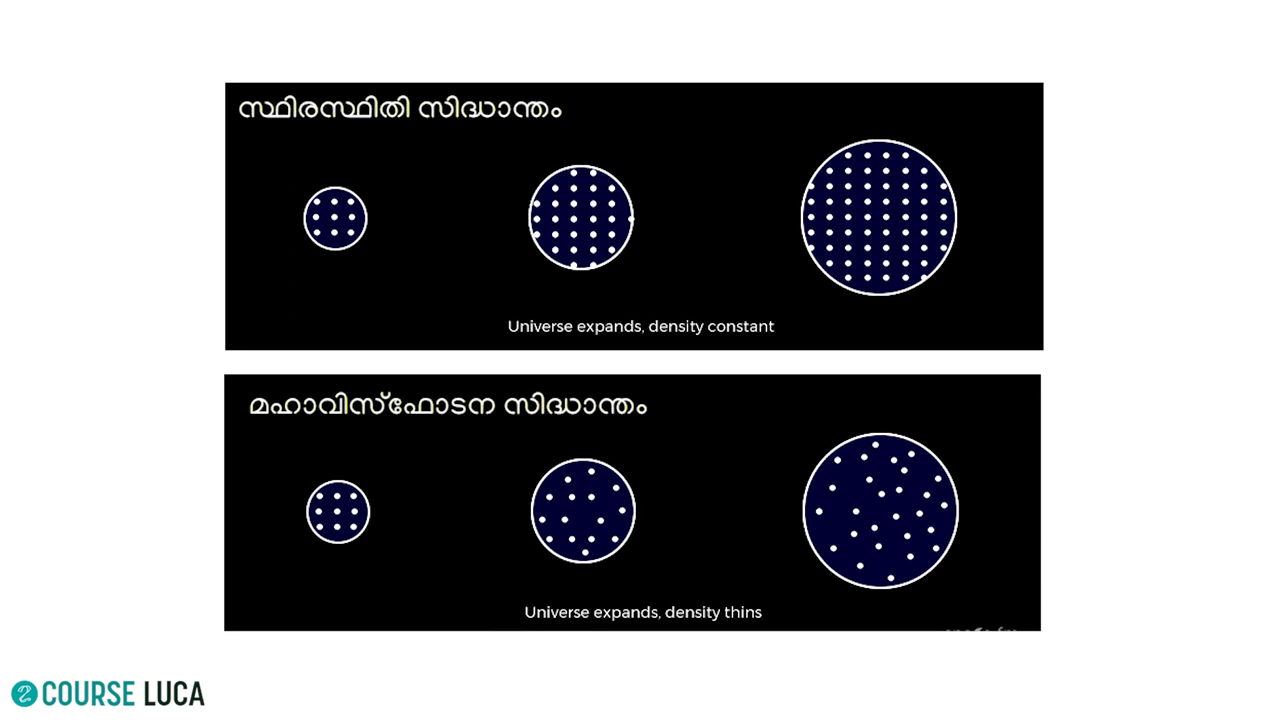 സ്ഥിരസ്ഥിതി സിദ്ധാന്തം
Universe expands, density constant
മഹാവിസ്ഫോടന സിദ്ധാന്തം
Universe expands, density thins
COURSE LUCA